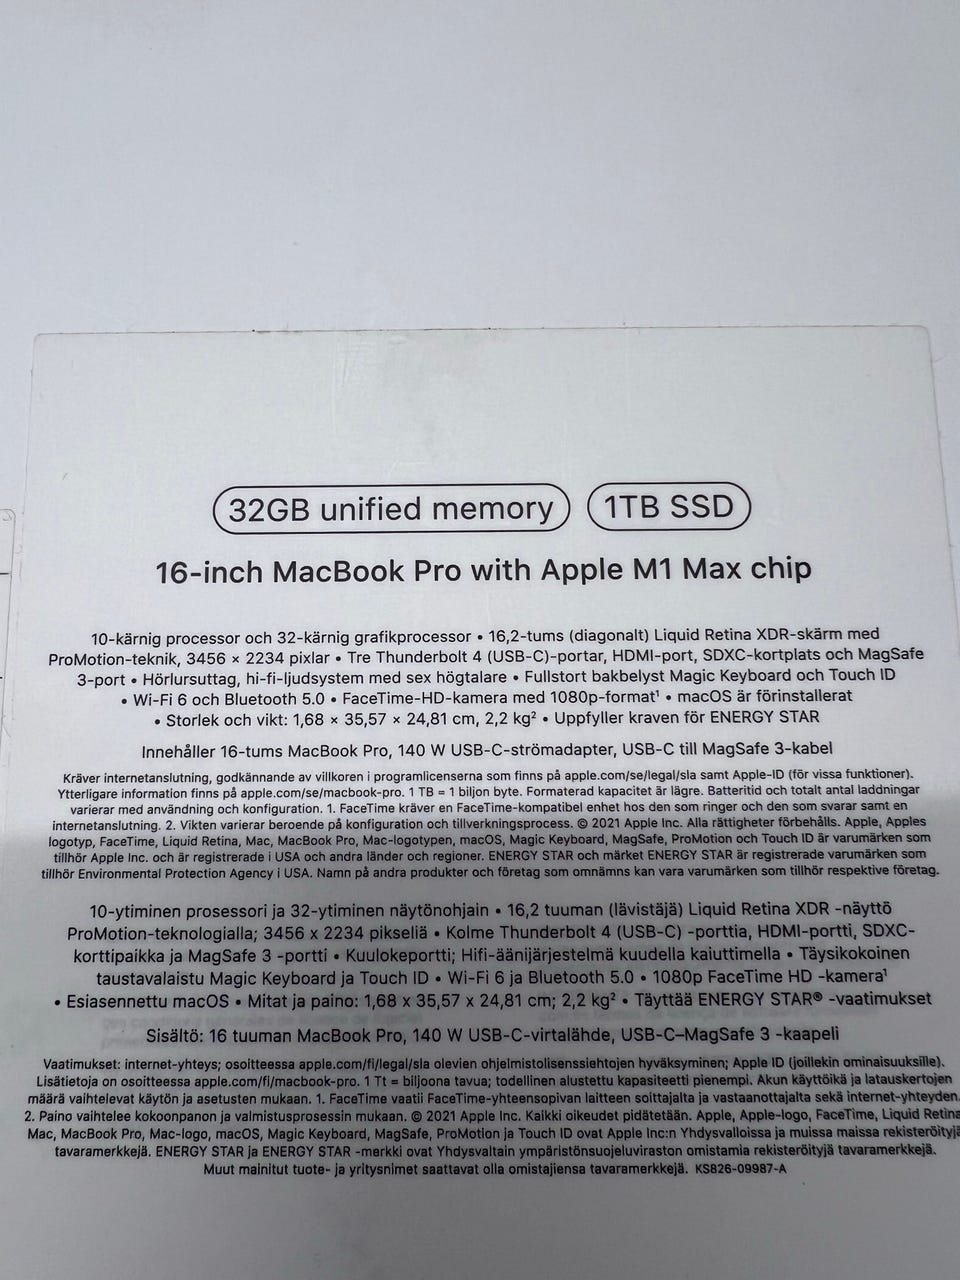 32GB unified memory 1TB SSD
16-inch MacBook Pro with Apple M1 Max chip
10-kärnig processor och 32-kärnig grafikprocessor • 16,2-tums (diagonalt) Liquid Retina XDR-skärm med
ProMotion-teknik, 3456 × 2234 pixlar • Tre Thunderbolt 4 (USB-C)-portar, HDMI-port, SDXC-kortplats och MagSafe
3-port • Hörlursuttag, hi-fi-ljudsystem med sex högtalare • Fullstort bakbelyst Magic Keyboard och Touch ID
• Wi-Fi 6 och Bluetooth 5.0 • FaceTime-HD-kamera med 1080p-format¹ • macOS är förinstallerat
• Storlek och vikt: 1,68 × 35,57 × 24,81 cm, 2,2 kg² • Uppfyller kraven för ENERGY STAR
Innehåller 16-tums MacBook Pro, 140 W USB-C-strömadapter, USB-C till MagSafe 3-kabel
Kräver internetanslutning, godkännande av villkoren i programlicenserna som finns på apple.com/se/legal/sla samt Apple-ID (för vissa funktioner).
Ytterligare information finns på apple.com/se/macbook-pro. 1 TB = 1 biljon byte. Formaterad kapacitet är lägre. Batteritid och totalt antal laddningar
varierar med användning och konfiguration. 1. FaceTime kräver en FaceTime-kompatibel enhet hos den som ringer och den som svarar samt en
internetanslutning. 2. Vikten varierar beroende på konfiguration och tillverkningsprocess. © 2021 Apple Inc. Alla rättigheter förbehålls. Apple, Apples
logotyp, FaceTime, Liquid Retina, Mac, MacBook Pro, Mac-logotypen, macOS, Magic Keyboard, MagSafe, ProMotion och Touch ID är varumärken som
tillhör Apple Inc. och är registrerade i USA och andra länder och regioner. ENERGY STAR och märket ENERGY STAR är registrerade varumärken som
tillhör Environmental Protection Agency i USA. Namn på andra produkter och företag som omnämns kan vara varumärken som tillhör respektive företag.
10-ytiminen prosessori ja 32-ytiminen näytönohjain • 16,2 tuuman (lävistäjä) Liquid Retina XDR -näyttö
ProMotion-teknologialla; 3456 x 2234 pikseliä • Kolme Thunderbolt 4 (USB-C) -porttia, HDMI-portti, SDXC-
korttipaikka ja MagSafe 3 -portti • Kuulokeportti; Hifi-äänijärjestelmä kuudella kaiuttimella • Täysikokoinen
taustavalaistu Magic Keyboard ja Touch ID • Wi-Fi 6 ja Bluetooth 5.0 • 1080p FaceTime HD -kamera¹
• Esiasennettu macOS • Mitat ja paino: 1,68 x 35,57 x 24,81 cm; 2,2 kg² • Täyttää ENERGY STAR® -vaatimukset
Sisältö: 16 tuuman MacBook Pro, 140 W USB-C-virtalähde, USB-C–MagSafe 3 -kaapeli
Vaatimukset: internet-yhteys; osoitteessa apple.com/fi/legal/sla olevien ohjelmistolisenssiehtojen hyväksyminen; Apple ID (joillekin ominaisuuksille).
Lisätietoja on osoitteessa apple.com/fi/macbook-pro. 1 Tt = biljoona tavua; todellinen alustettu kapasiteetti pienempi. Akun käyttöikä ja latauskertojen
määrä vaihtelevat käytön ja asetusten mukaan. 1. FaceTime vaatii FaceTime-yhteensopivan laitteen soittajalta ja vastaanottajalta sekä internet-yhteyden.
2. Paino vaihtelee kokoonpanon ja valmistusprosessin mukaan. © 2021 Apple Inc. Kaikki oikeudet pidätetään. Apple, Apple-logo, FaceTime, Liquid Retina
Mac, MacBook Pro, Mac-logo, macOS, Magic Keyboard, MagSafe, ProMotion ja Touch ID ovat Apple Inc:n Yhdysvalloissa ja muissa maissa rekisteröityjä
tavaramerkkejä. ENERGY STAR ja ENERGY STAR -merkki ovat Yhdysvaltain ympäristönsuojeluviraston omistamia rekisteröityjä tavaramerkkejä.
Muut mainitut tuote- ja yritysnimet saattavat olla omistajiensa tavaramerkkejä. KS826-09987-A